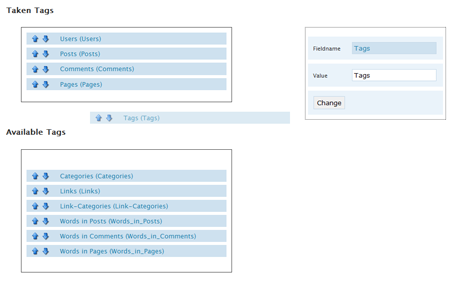 Taken Tags
Users (Users)
Posts (Posts)
Comments (Comments)
Pages (Pages)
Fieldname Tags
Value Tags
Change
Tags (Tags)
Available Tags
Categories (Categories)
Links (Links)
Link-Categories (Link-Categories)
Words in Posts (Words_in_Posts)
Words in Comments (Words_in_Comments)
Words in Pages (Words_in_Pages)